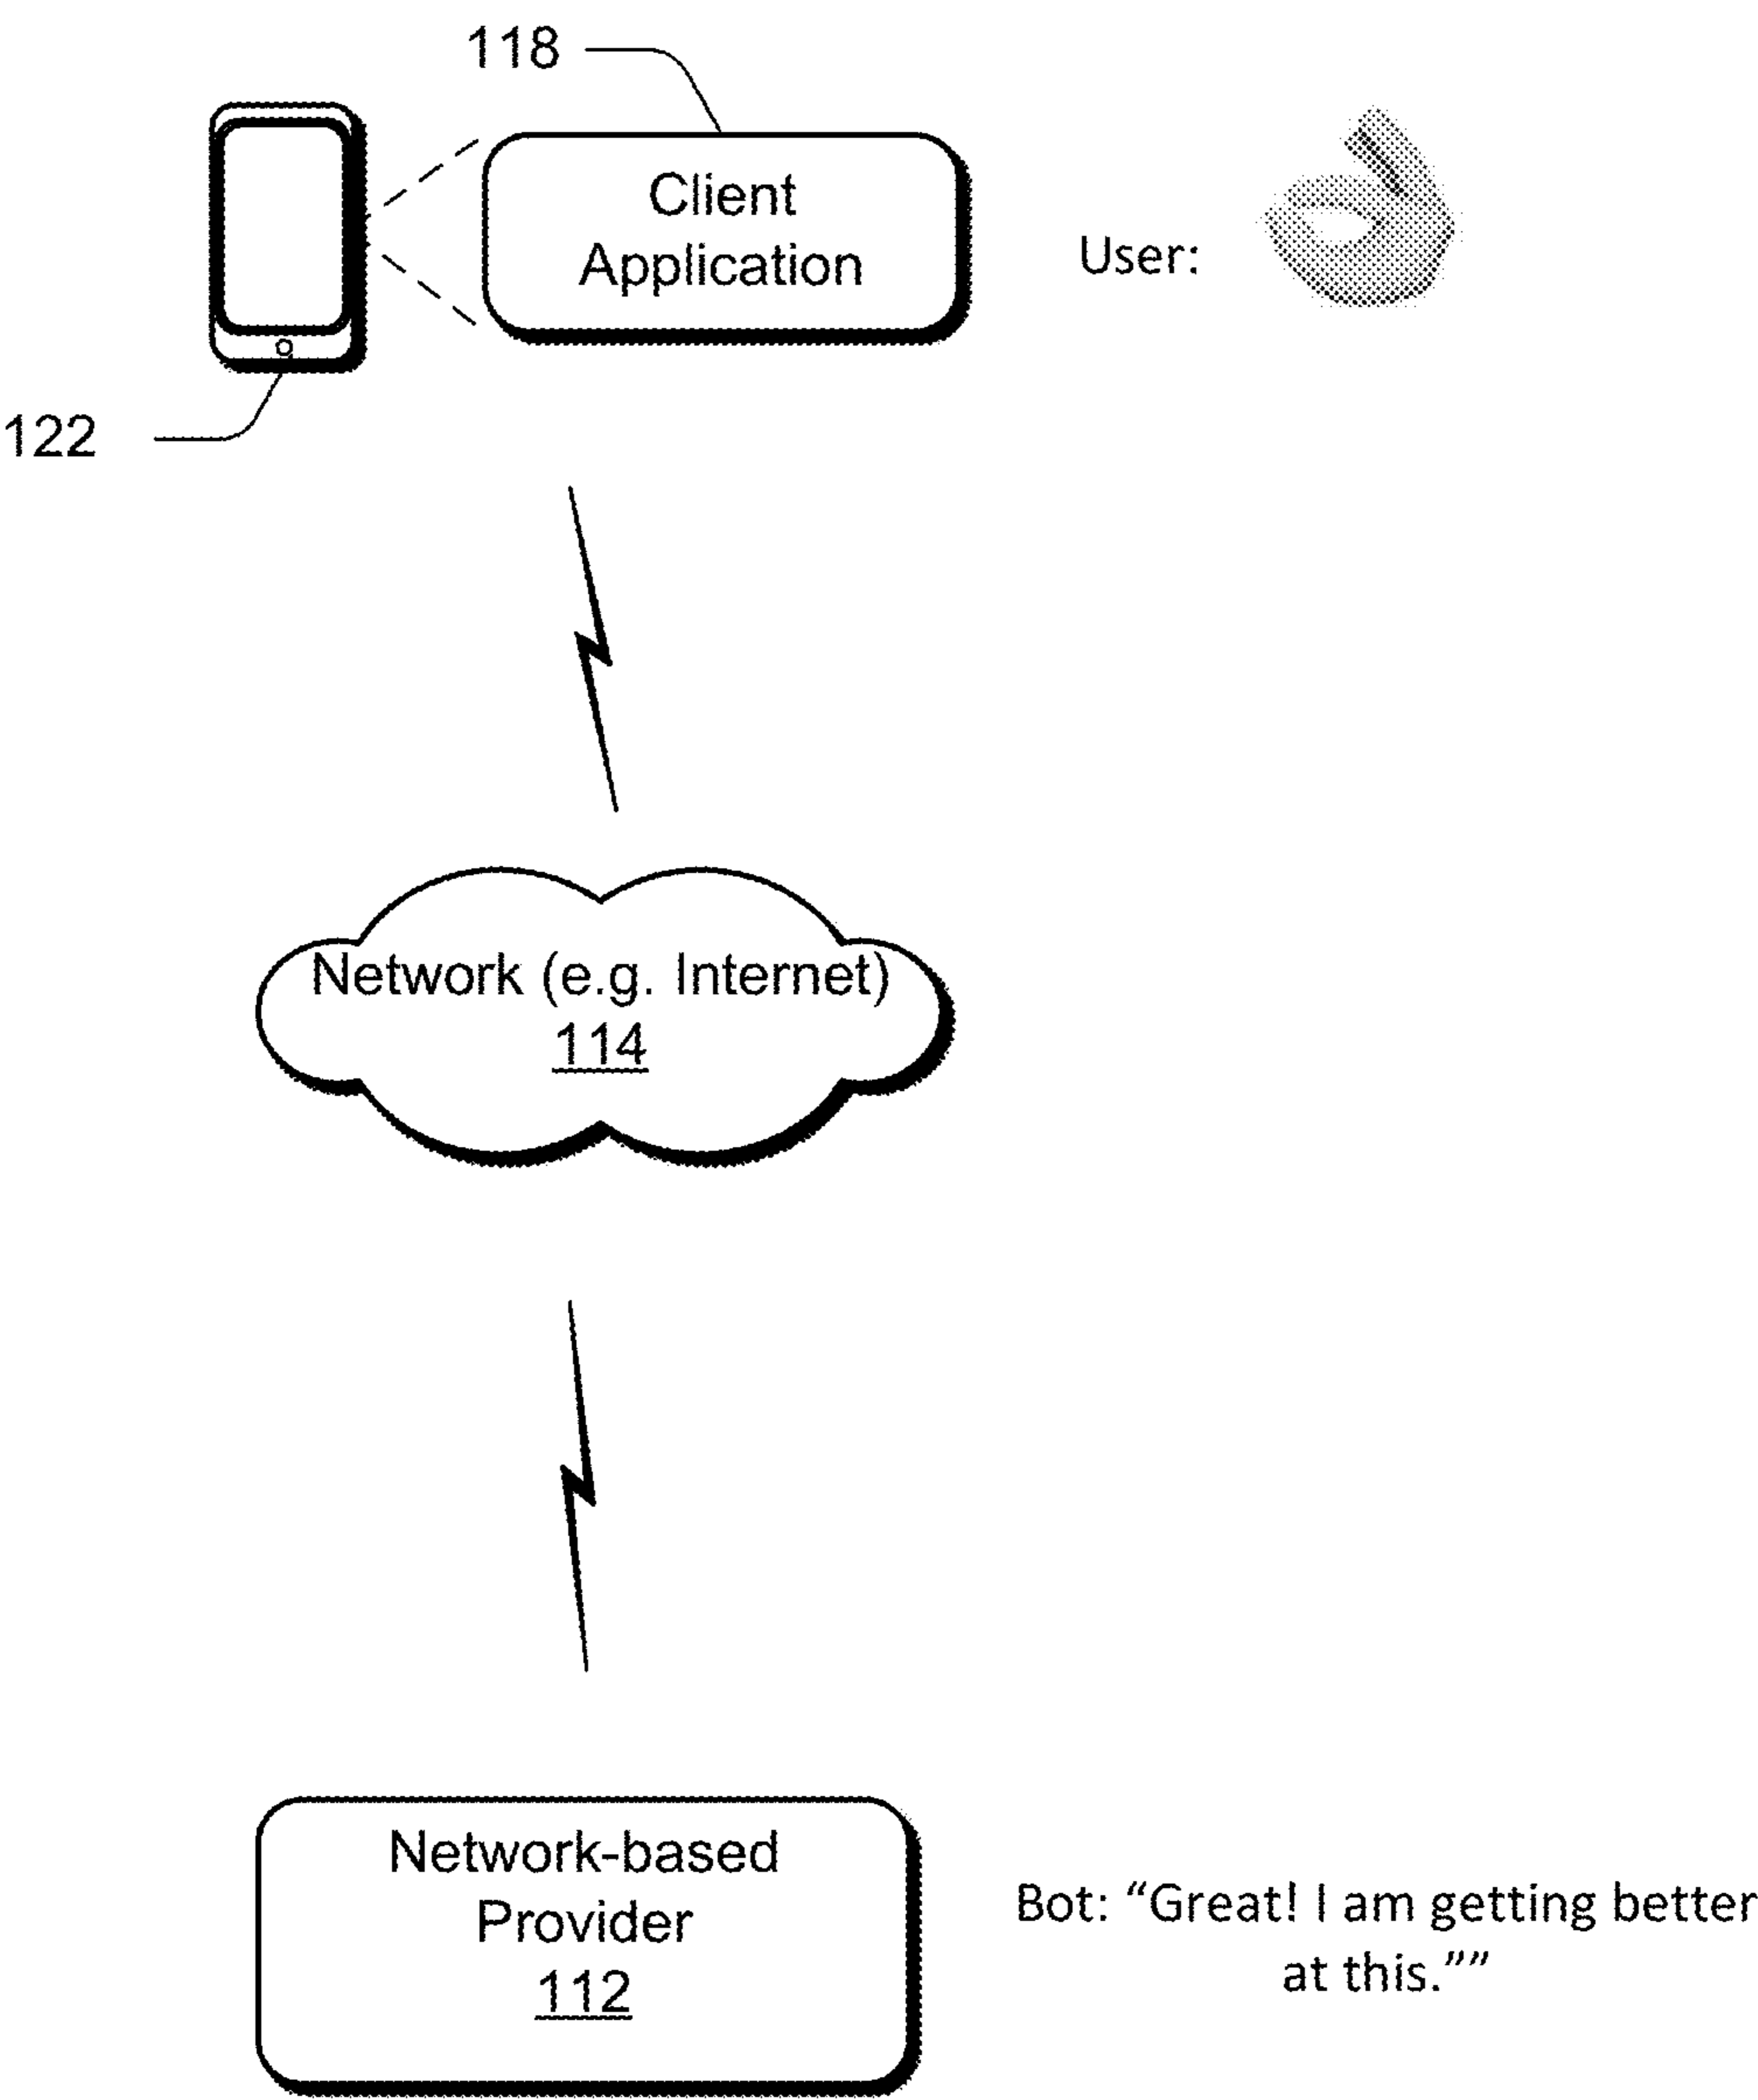 118
Client
Application
User:
122
Network (e.g. Internet)
114
Network-based
Provider
112
Bot: “Great! I am getting better
at this.””